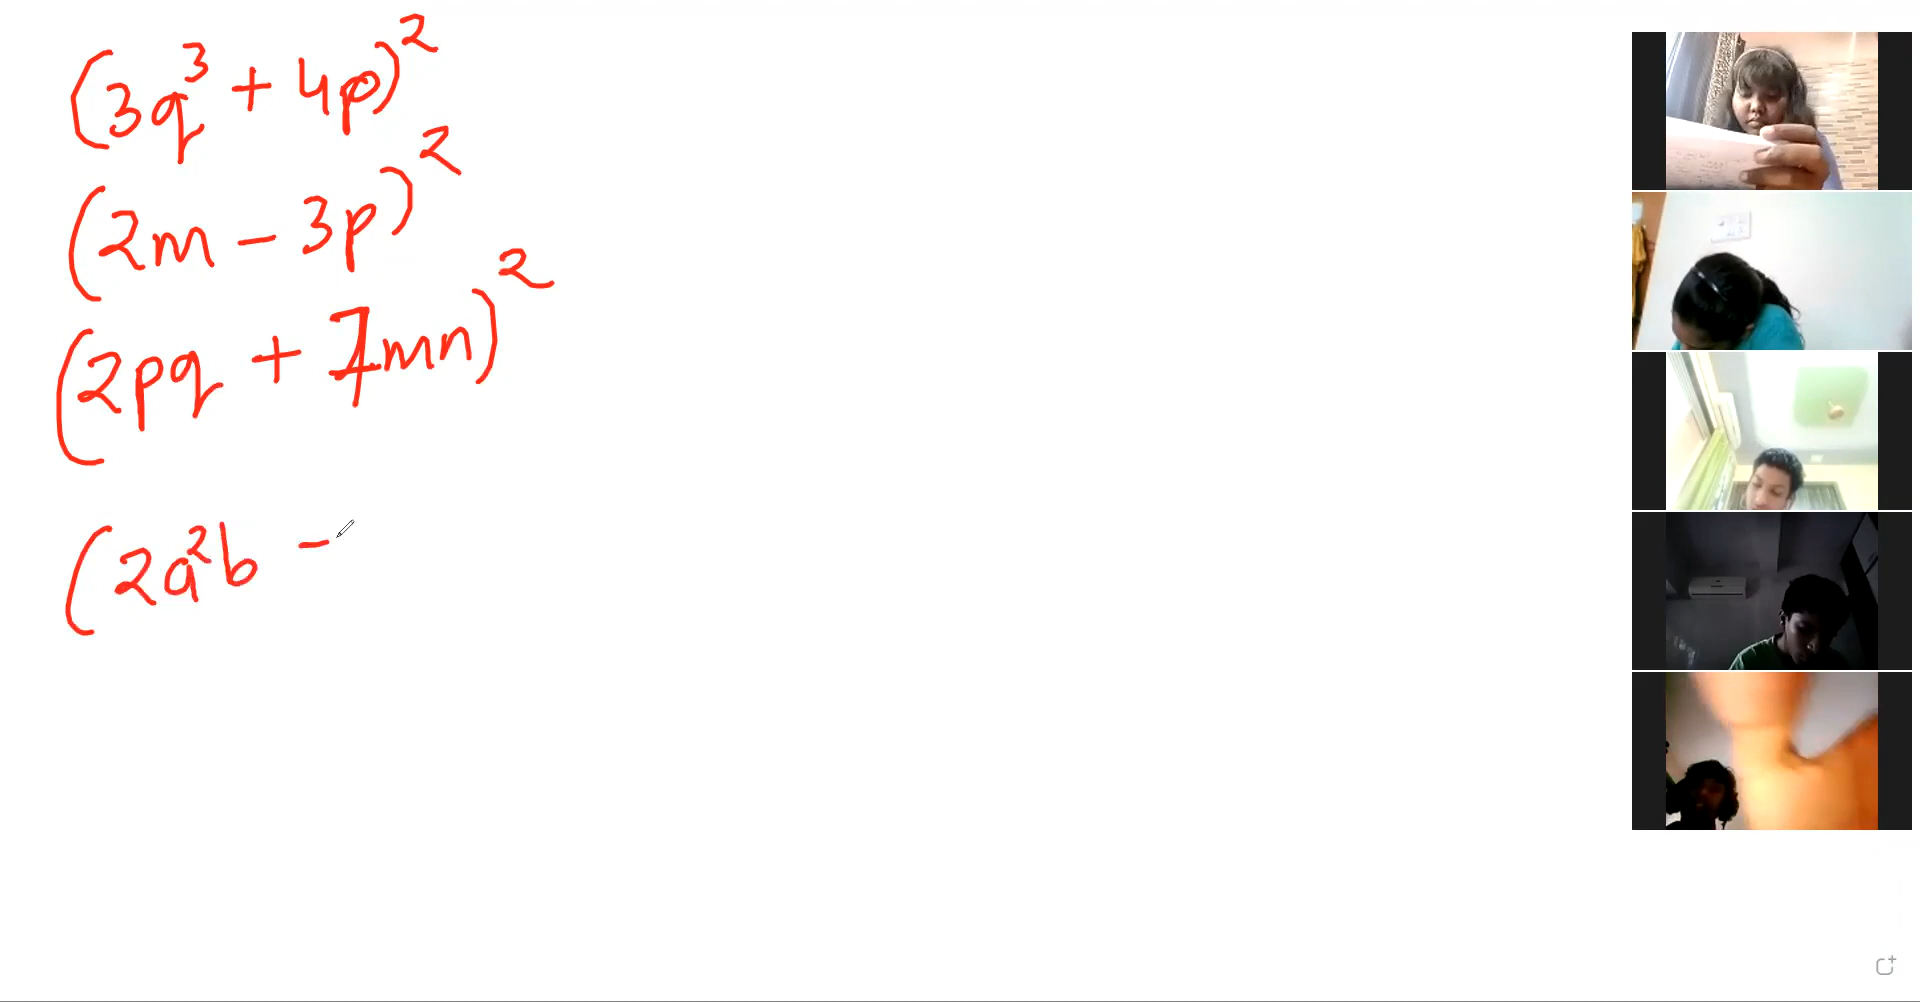 (3q³ + 4p)²
(2m - 3p)²
(2pq + 7mn)²
(2a²b -